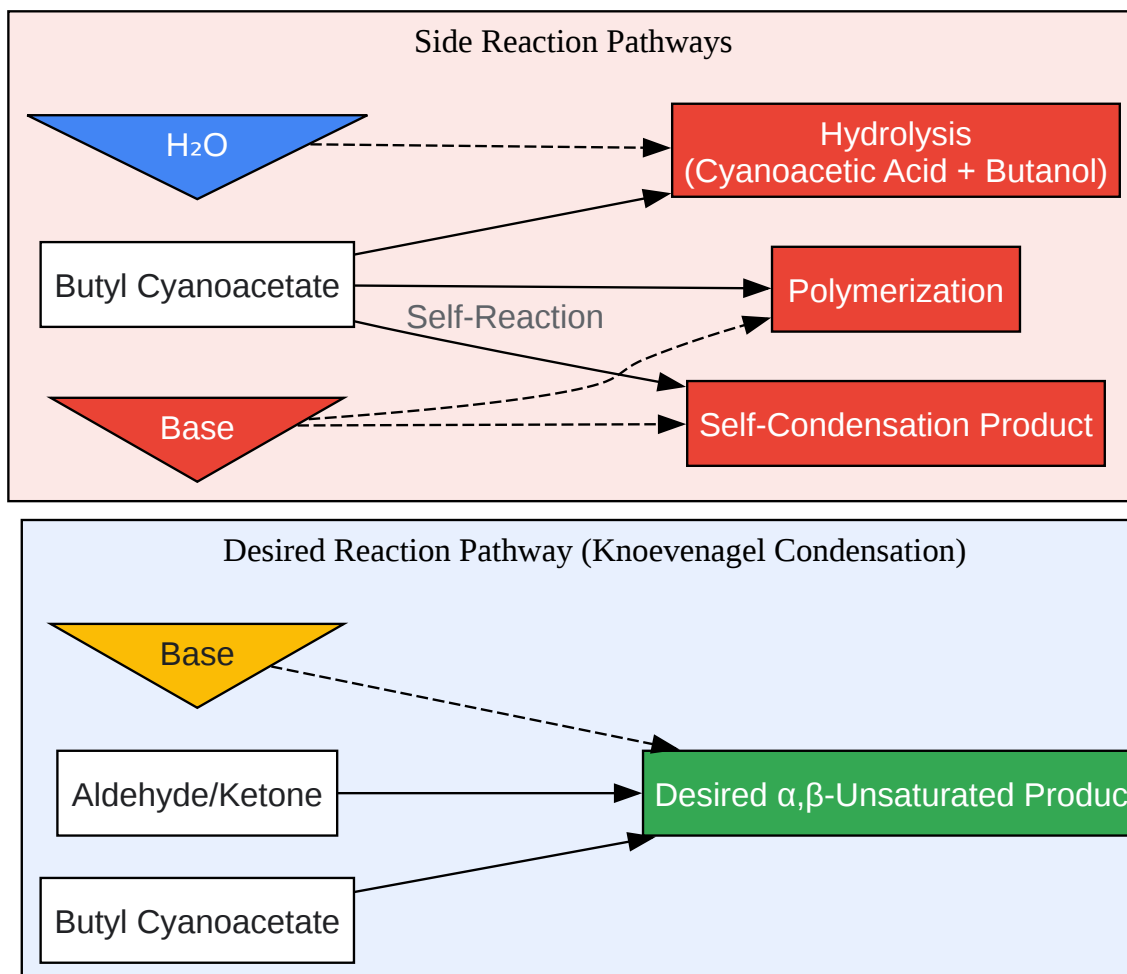 Side Reaction Pathways
H₂O
Hydrolysis
(Cyanoacetic Acid + Butanol)
Butyl Cyanoacetate
Polymerization
Self-Reaction
Base
Self-Condensation Product
Desired Reaction Pathway (Knoevenagel Condensation)
Base
Aldehyde/Ketone
Desired α,β-Unsaturated Produc
Butyl Cyanoacetate